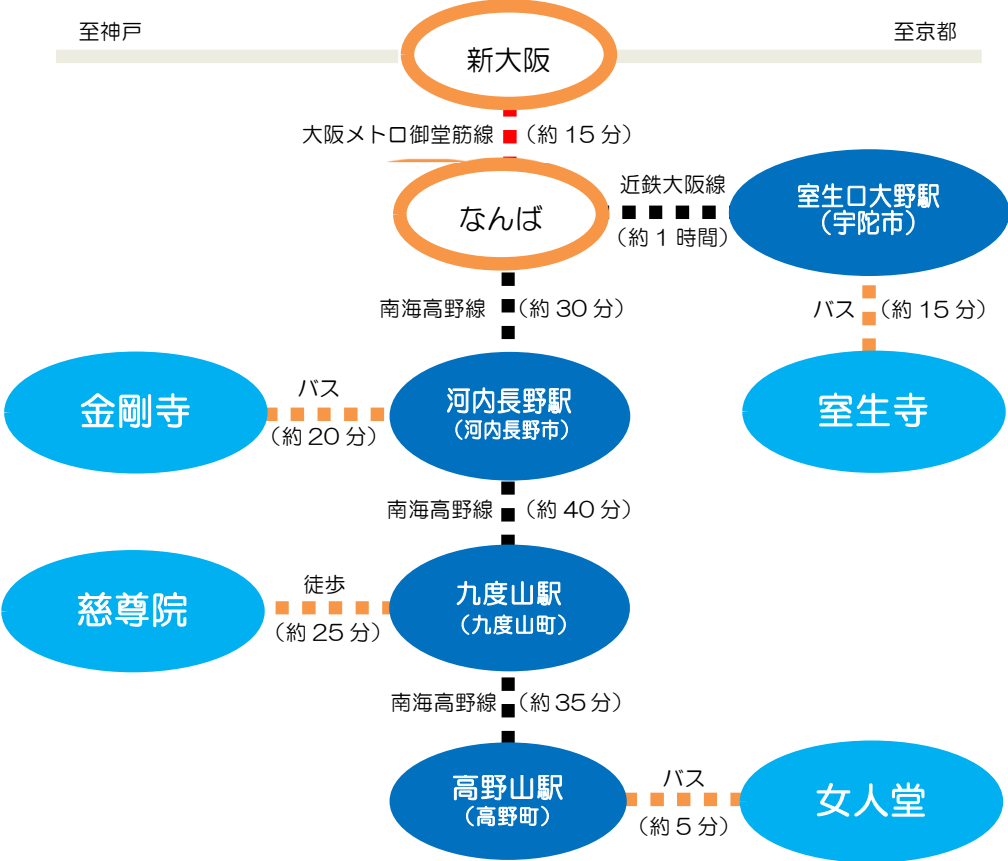 至神戸
新大阪
至京都
大阪メトロ御堂筋線
(約 15 分)
なんば
近鉄大阪線
(約 1 時間)
室生口大野駅
(宇陀市)
南海高野線
(約 30 分)
バス
(約 15 分)
金剛寺
バス
(約 20 分)
河内長野駅
(河内長野市)
室生寺
南海高野線
(約 40 分)
慈尊院
徒歩
(約 25 分)
九度山駅
(九度山町)
南海高野線
(約 35 分)
高野山駅
(高野町)
バス
(約 5 分)
女人堂